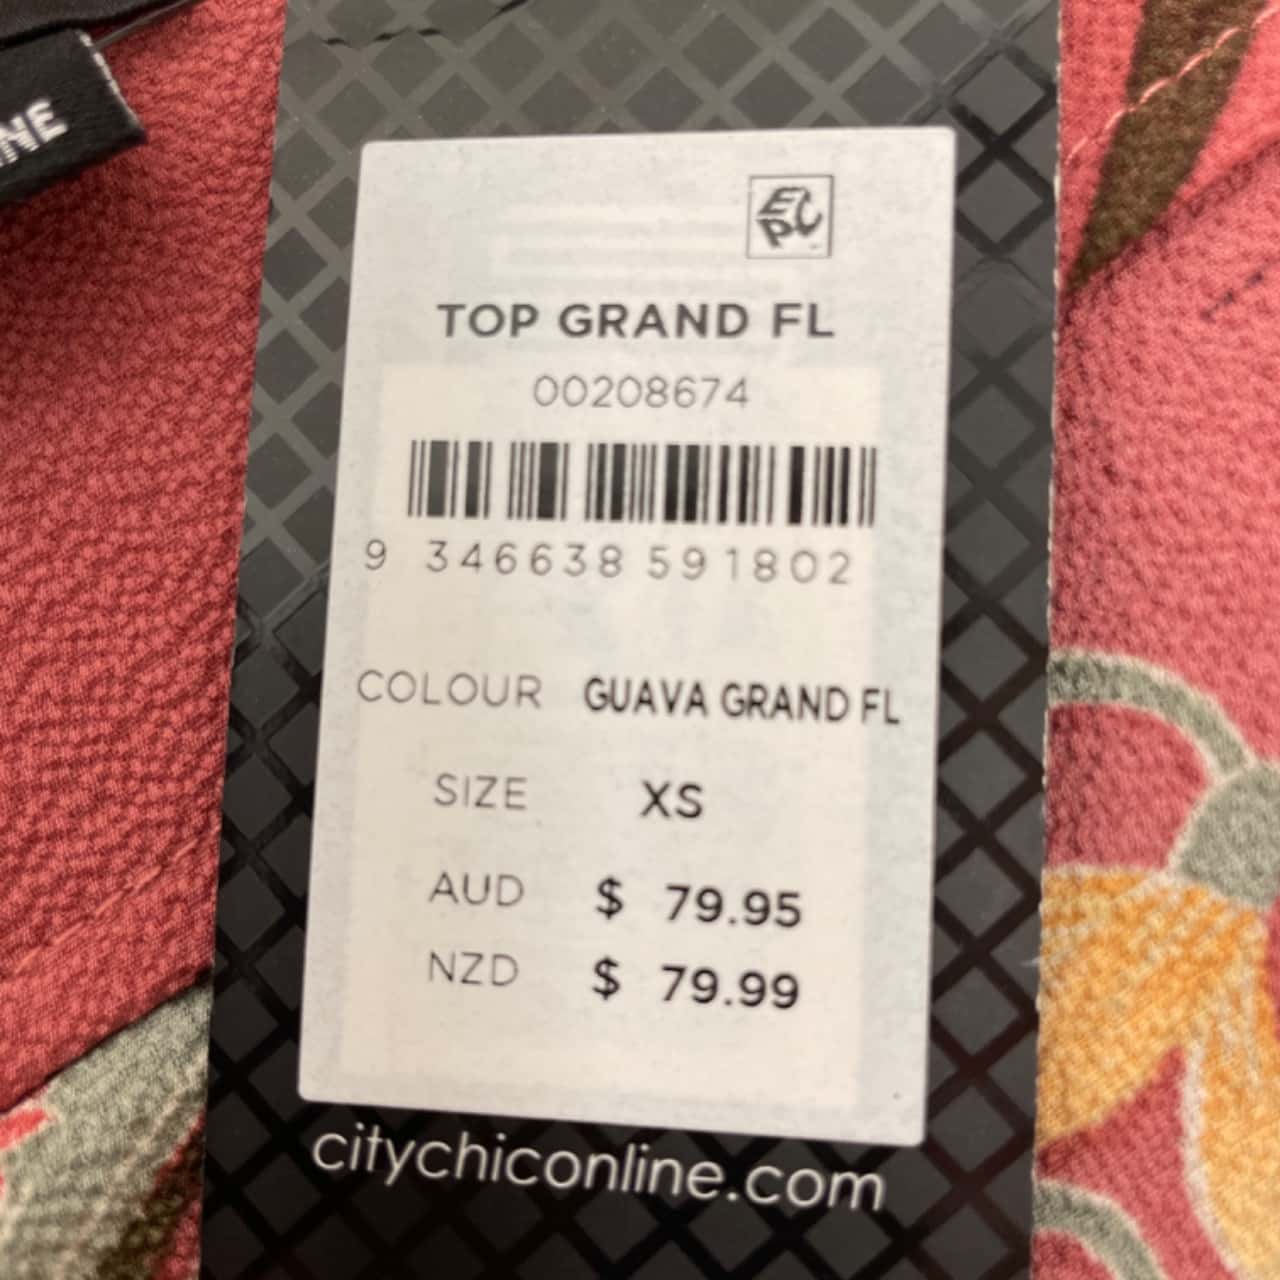 NE
EPC
TOP GRAND FL
00208674
9 346638 591802
COLOUR GUAVA GRAND FL
SIZE XS
AUD $ 79.95
NZD $ 79.99
citychiconline.com